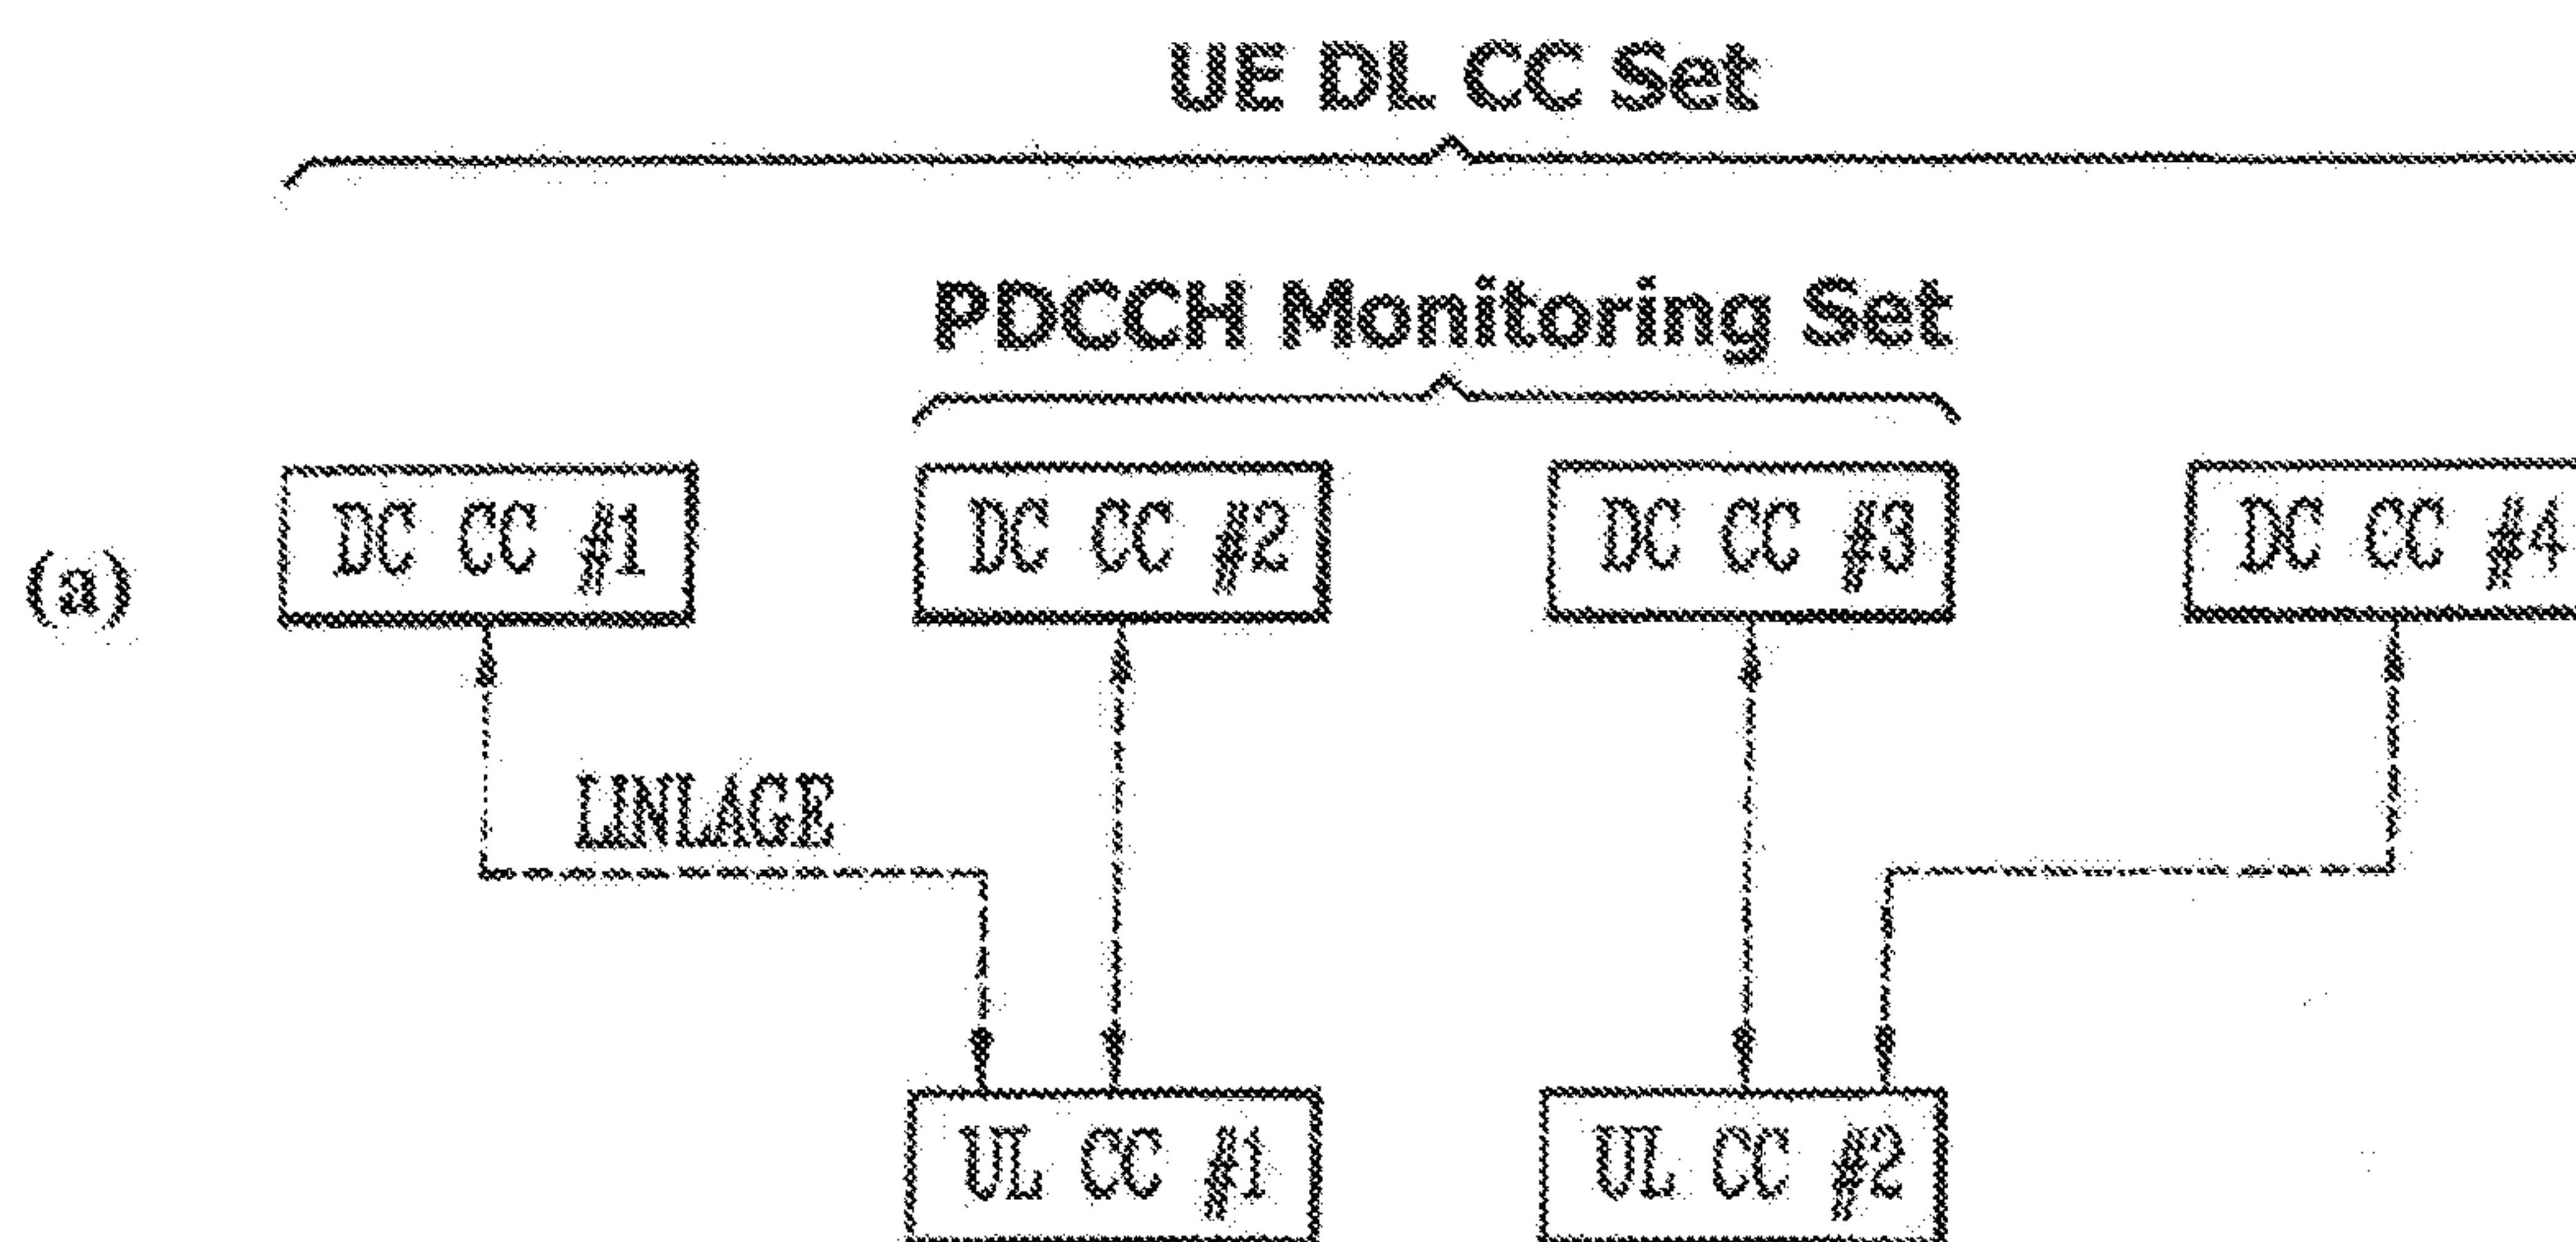 UE DL CC Set
PDCCH Monitoring Set
(a)
DC CC #1
DC CC #2
DC CC #3
DC CC #4
LINLAGE
UL CC #1
UL CC #2